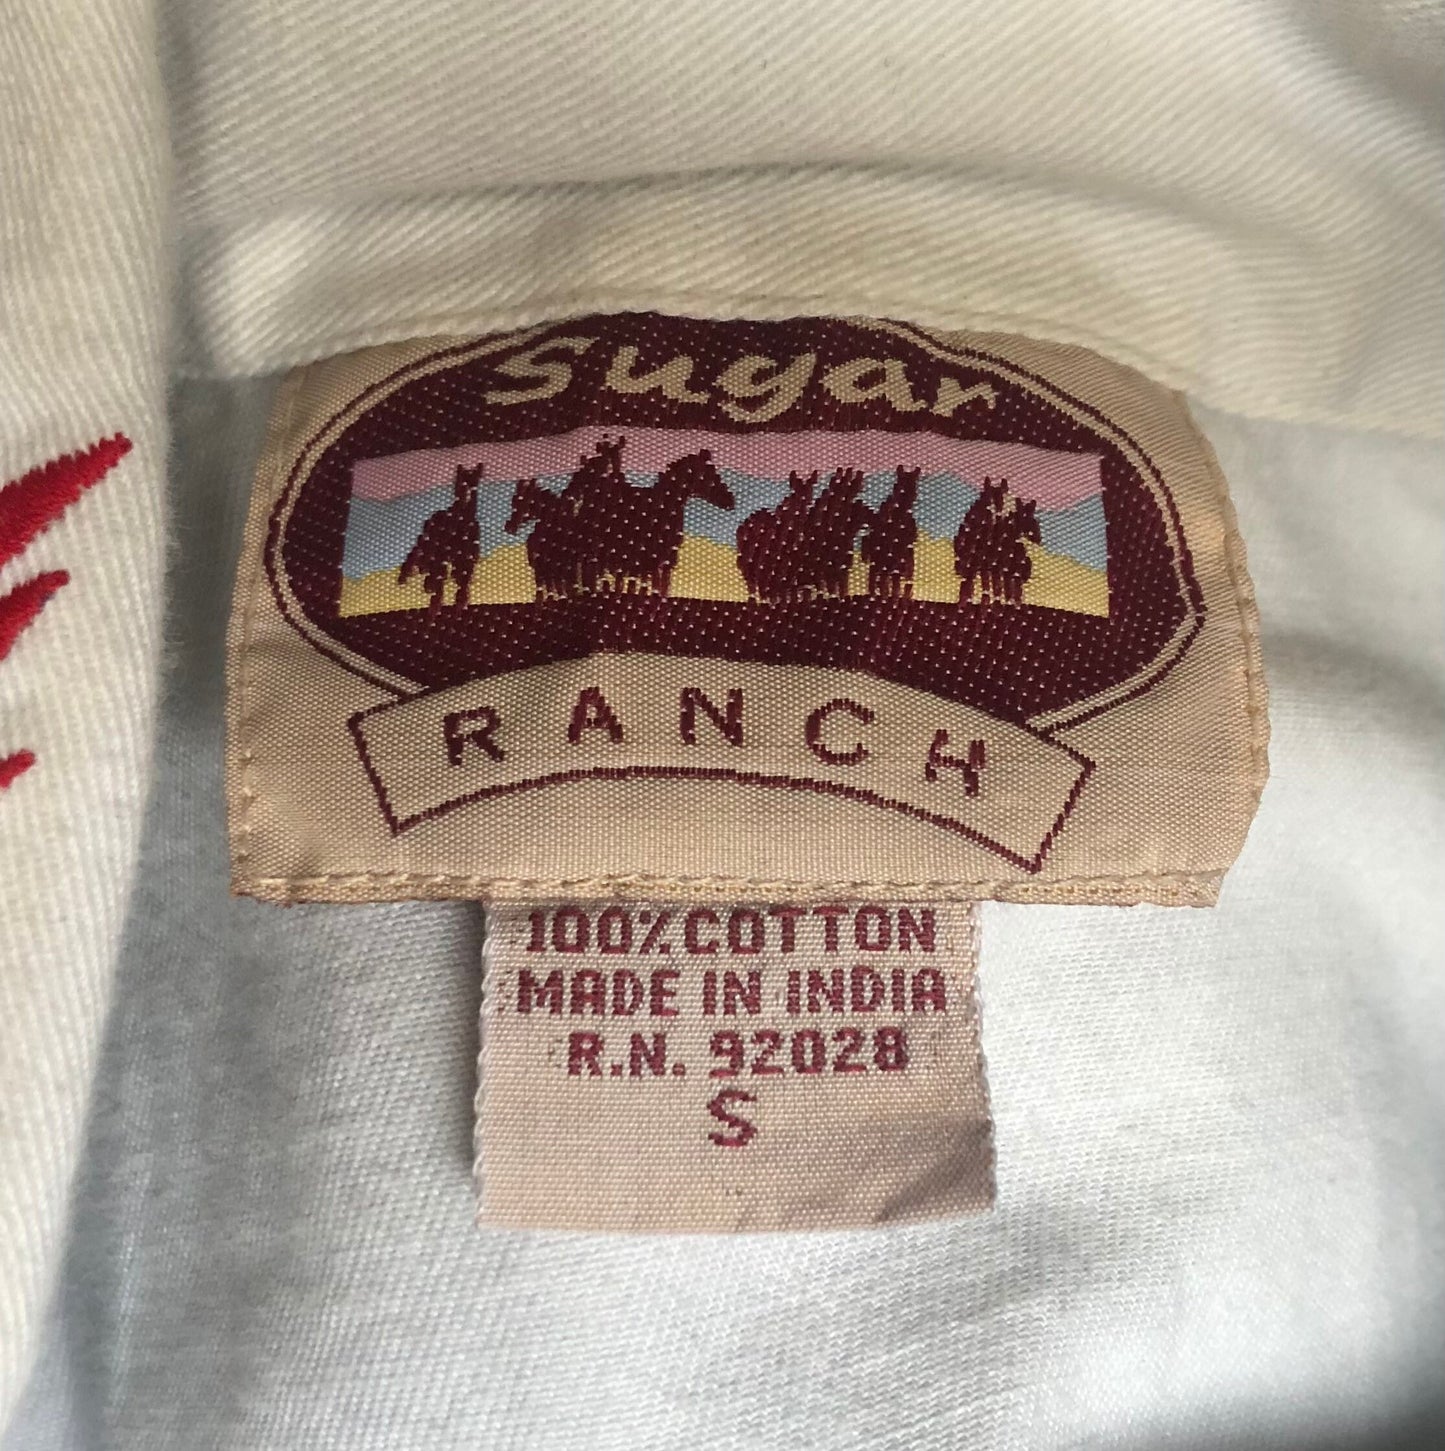 Sugar
RANCH
100% COTTON
MADE IN INDIA
R.N. 92028
S